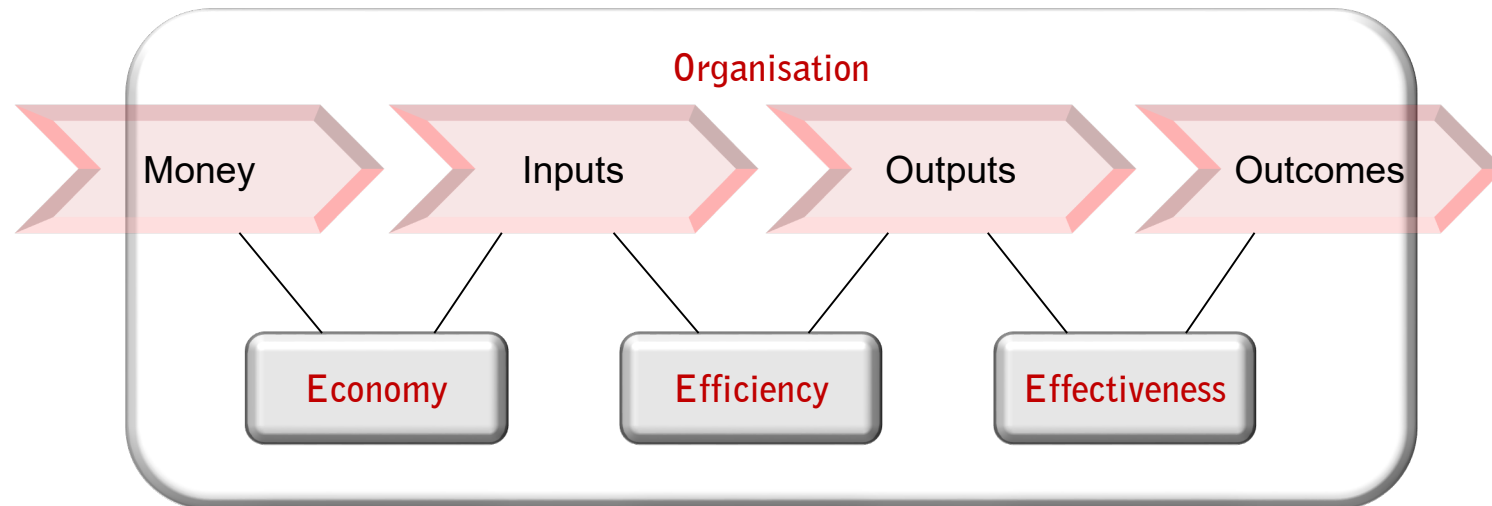 Organisation
Money
Inputs
Outputs
Outcomes
Economy
Efficiency
Effectiveness